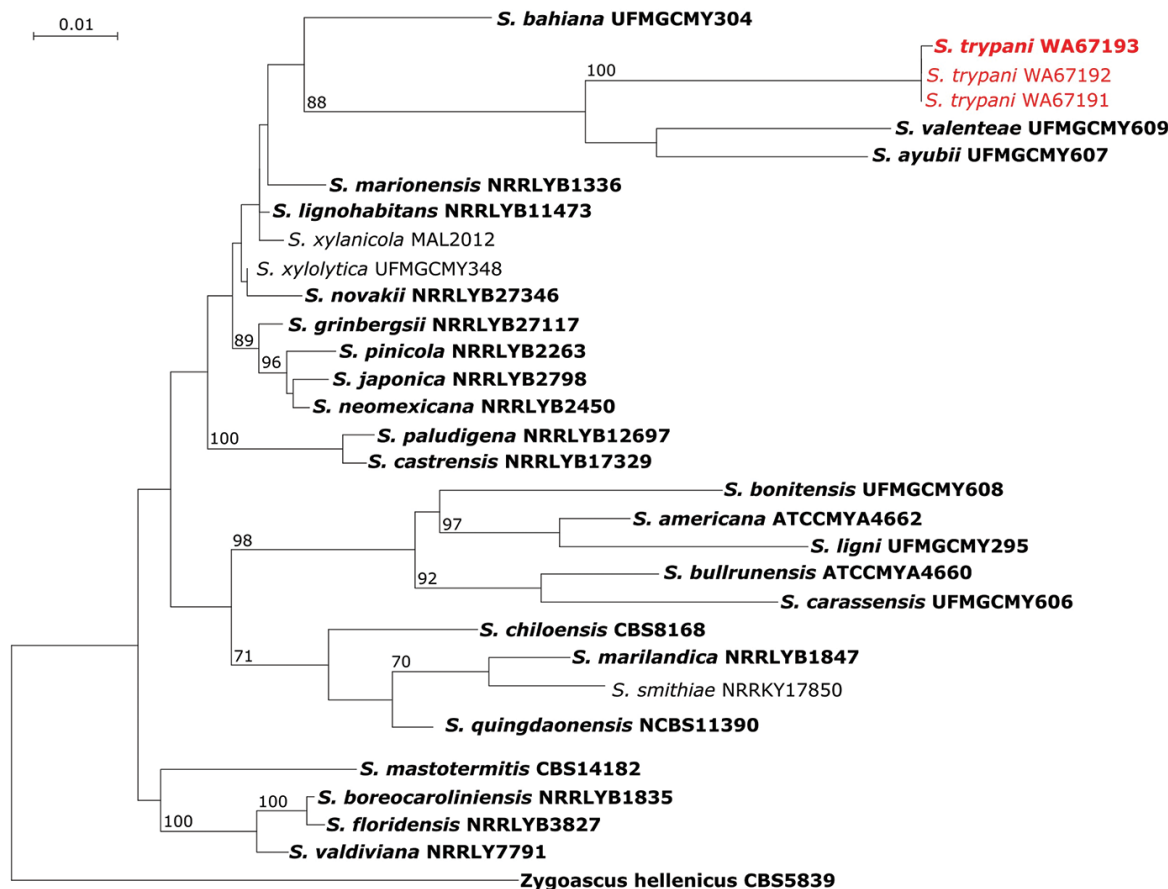 0.01
S. bahiana UFMGCMY304
S. trypani WA67193
100
S. trypani WA67192
S. trypani WA67191
88
S. valenteae UFMGCMY609
S. ayubii UFMGCMY607
S. marionensis NRRLYB1336
S. lignohabitans NRRLYB11473
S. xylanicola MAL2012
S. xylolytica UFMGCMY348
S. novakii NRRLYB27346
S. grinbergsii NRRLYB27117
89
S. pinicola NRRLYB2263
96
S. japonica NRRLYB2798
S. neomexicana NRRLYB2450
S. paludigena NRRLYB12697
100
S. castrensis NRRLYB17329
S. bonitensis UFMGCMY608
S. americana ATCCMYA4662
97
98
S. ligni UFMGCMY295
S. bullrunensis ATCCMYA4660
92
S. carassensis UFMGCMY606
S. chiloensis CBS8168
71
70
S. marilandica NRRLYB1847
S. smithiae NRRKY17850
S. quingdaonensis NCBS11390
S. mastotermitis CBS14182
100
S. boreocaroliniensis NRRLYB1835
100
S. floridensis NRRLYB3827
S. valdiviana NRRLY7791
Zygoascus hellenicus CBS5839